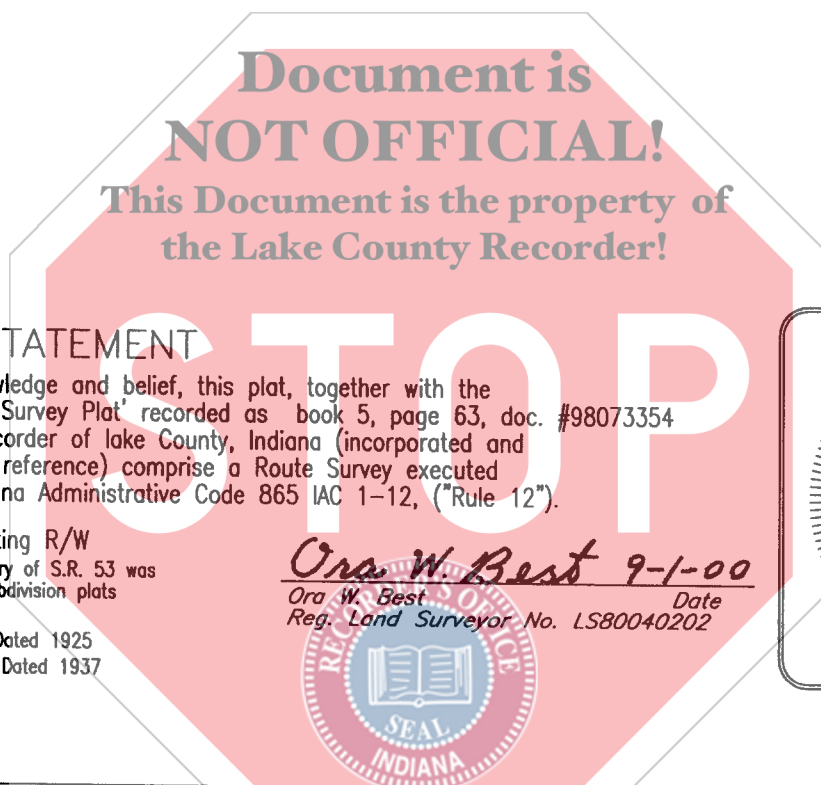 Document is
NOT OFFICIAL!
This Document is the property of
the Lake County Recorder!
STOP
TATEMENT
ledge and belief, this plat, together with the
Survey Plat' recorded as book 5, page 63, doc. #98073354
corder of lake County, Indiana (incorporated and
reference) comprise a Route Survey executed
na Administrative Code 865 IAC 1-12, ("Rule 12").
ing R/W
ry of S.R. 53 was
bdivision plats
Dated 1925
Dated 1937
Ora W. Best 9-1-00
Ora W. Best Date
Reg. Land Surveyor No. LS80040202
RECORDER'S OFFICE
SEAL
INDIANA